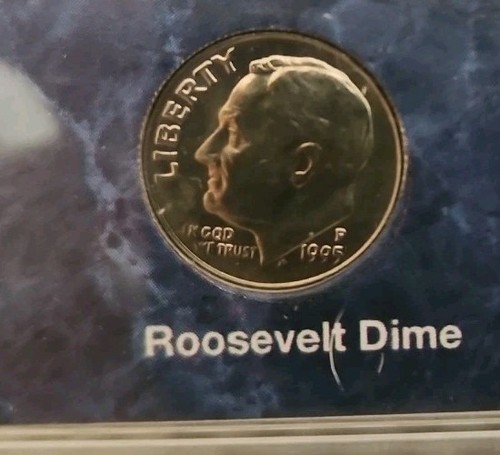 LIBERTY
IN GOD
WE TRUST
P
1995
Roosevelt Dime